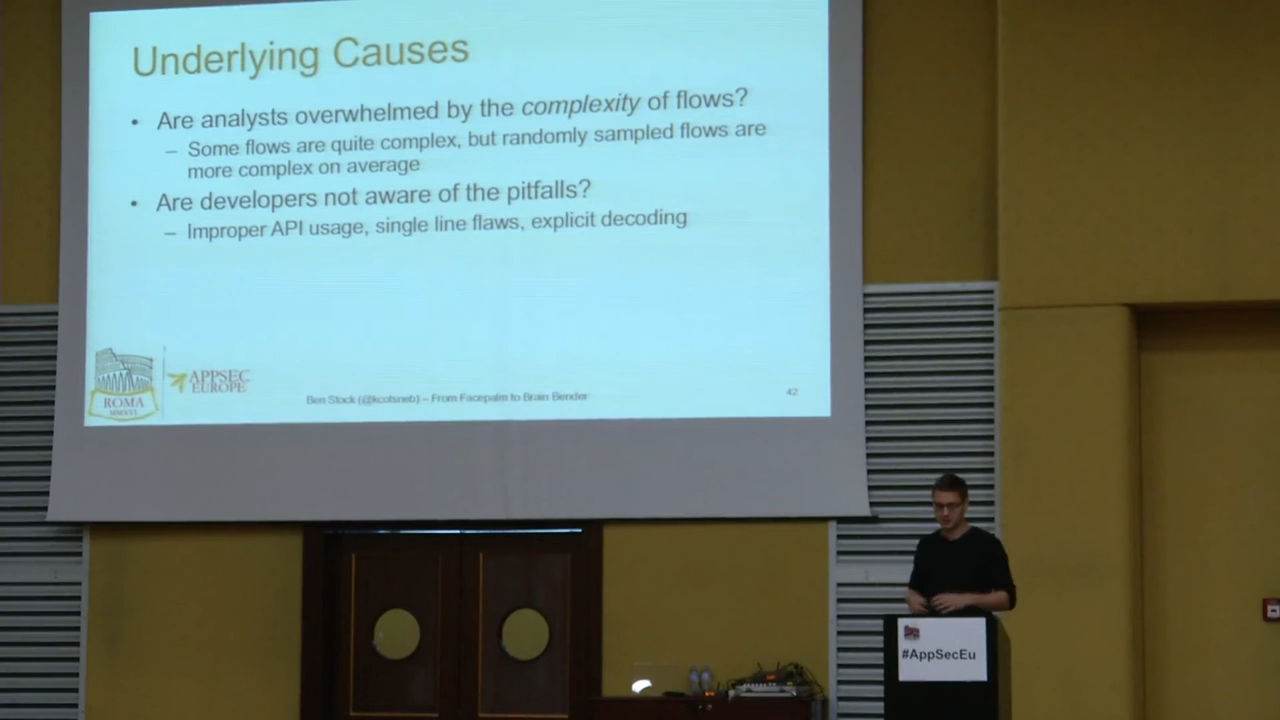 Underlying Causes
• Are analysts overwhelmed by the complexity of flows?
– Some flows are quite complex, but randomly sampled flows are
more complex on average
• Are developers not aware of the pitfalls?
– Improper API usage, single line flaws, explicit decoding
ROMA
MMXVI
APPSEC
EUROPE
Ben Stock (@kcotsneb) – From Facepalm to Brain Bender
42
#AppSecEu